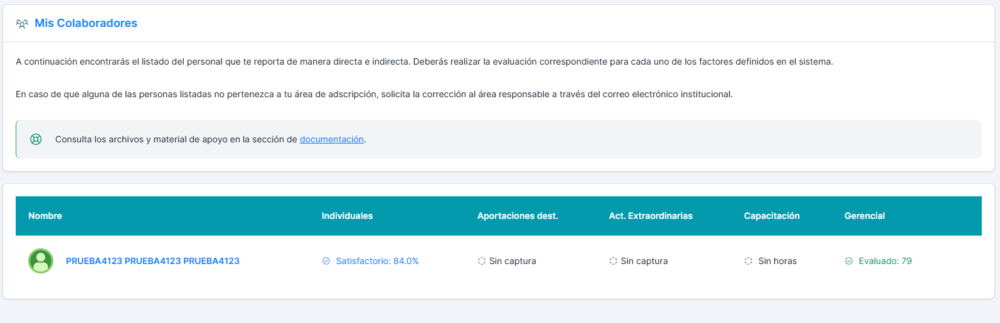 Mis Colaboradores
A continuación encontrarás el listado del personal que te reporta de manera directa e indirecta. Deberás realizar la evaluación correspondiente para cada uno de los factores definidos en el sistema.
En caso de que alguna de las personas listadas no pertenezca a tu área de adscripción, solicita la corrección al área responsable a través del correo electrónico institucional.
Consulta los archivos y material de apoyo en la sección de documentación.
Nombre Individuales Aportaciones dest. Act. Extraordinarias Capacitación Gerencial
PRUEBA4123 PRUEBA4123 PRUEBA4123 Satisfactorio: 84.0% Sin captura Sin captura Sin horas Evaluado: 79